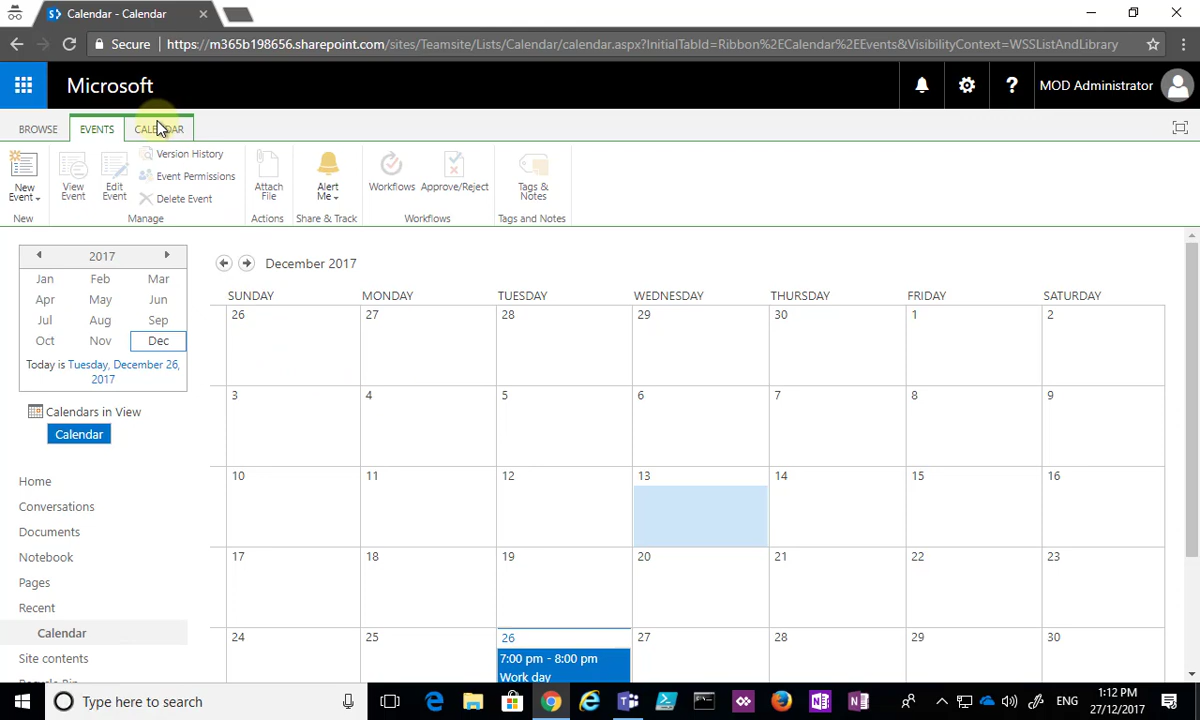 Calendar - Calendar
Secure
https://m365b198656.sharepoint.com/sites/Teamsite/Lists/Calendar/calendar.aspx?InitialTabId=Ribbon%2ECalendar%2EEvents&VisibilityContext=WSSListAndLibrary
Microsoft
MOD Administrator
BROWSE EVENTS CALENDAR
New Event
View Event
Edit Event
Version History
Event Permissions
Delete Event
Attach File
Alert Me
Workflows
Approve/Reject
Tags & Notes
New Manage Actions Share & Track Workflows Tags and Notes
2017
Jan Feb Mar
Apr May Jun
Jul Aug Sep
Oct Nov Dec
Today is Tuesday, December 26,
2017
Calendars in View
Calendar
Home
Conversations
Documents
Notebook
Pages
Recent
Calendar
Site contents
December 2017
SUNDAY MONDAY TUESDAY WEDNESDAY THURSDAY FRIDAY SATURDAY
26 27 28 29 30 1 2
3 4 5 6 7 8 9
10 11 12 13 14 15 16
17 18 19 20 21 22 23
24 25 26 27 28 29 30
7:00 pm - 8:00 pm
Work day
Type here to search
ENG
1:12 PM
27/12/2017